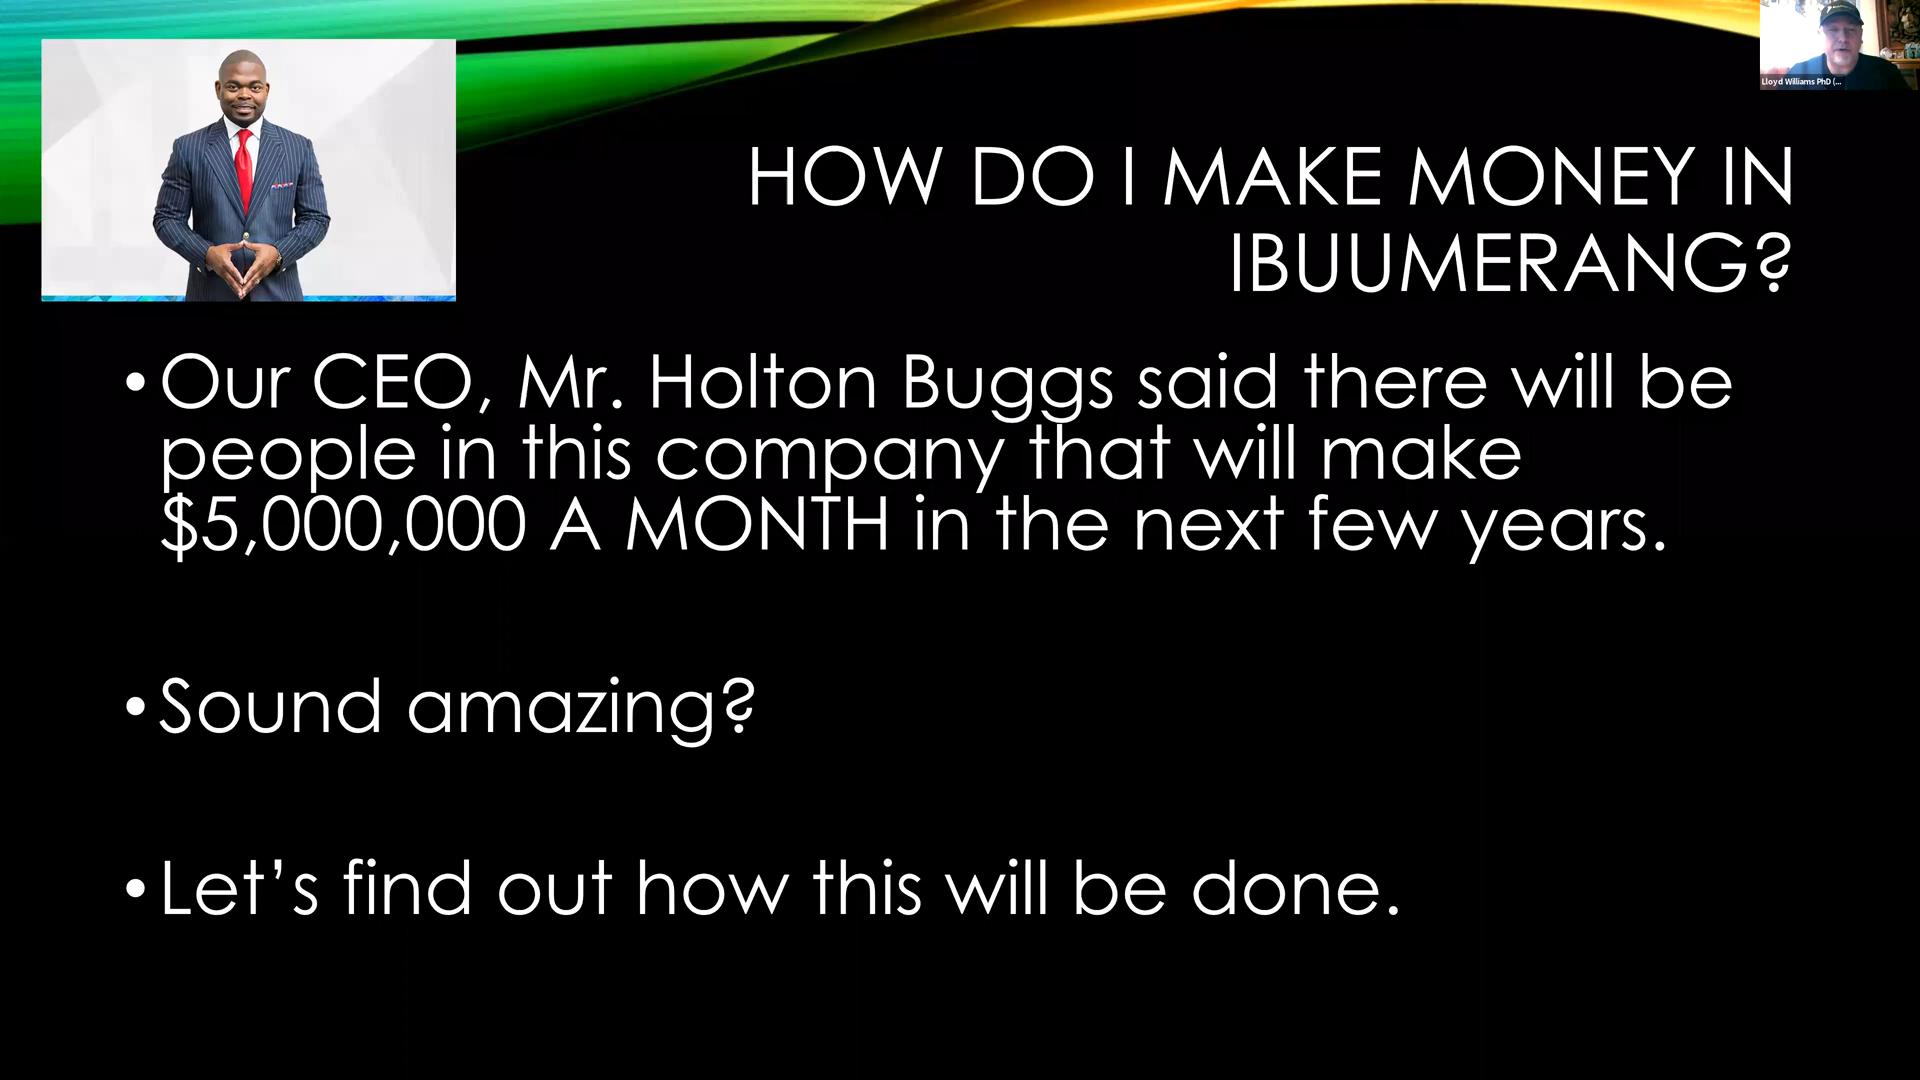 Lloyd Williams PhD (...
HOW DO I MAKE MONEY IN
IBUUMERANG?
• Our CEO, Mr. Holton Buggs said there will be
people in this company that will make
$5,000,000 A MONTH in the next few years.
• Sound amazing?
• Let’s find out how this will be done.